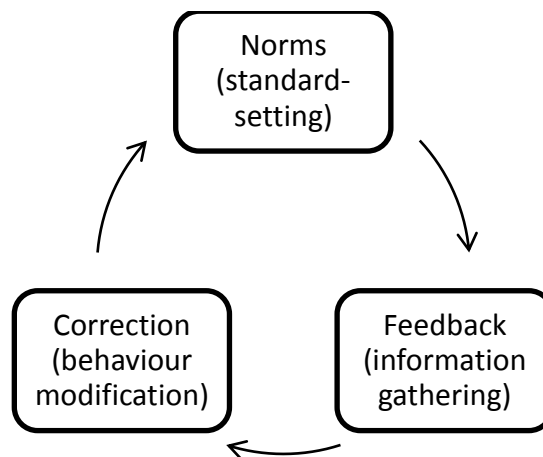 Norms
(standard-
setting)
Correction
(behaviour
modification)
Feedback
(information
gathering)